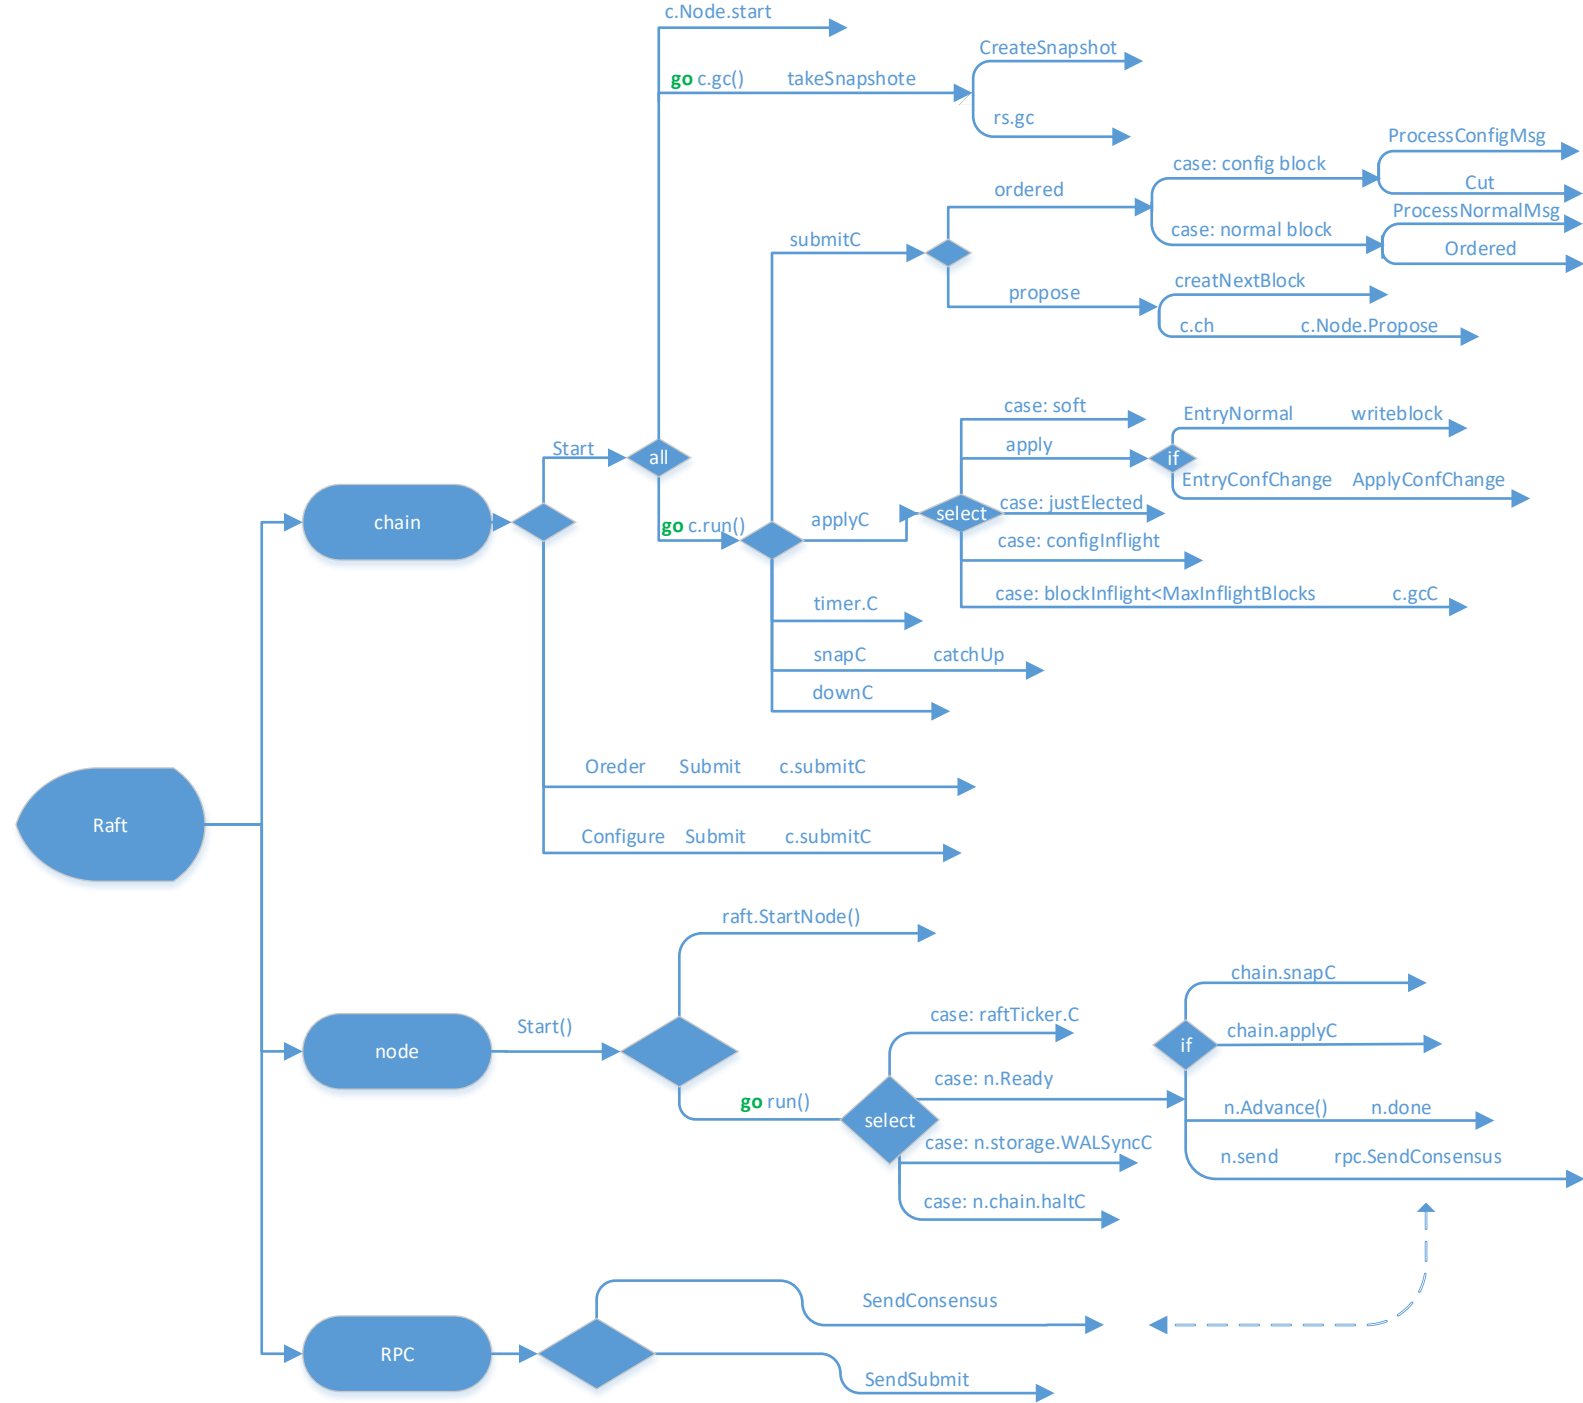 c.Node.start
CreateSnapshot
go c.gc() takeSnapshote
rs.gc
ProcessConfigMsg
case: config block
Cut
ordered
ProcessNormalMsg
case: normal block
submitC
Ordered
creatNextBlock
propose
c.ch c.Node.Propose
case: soft
EntryNormal writeblock
apply
Start
all
if
EntryConfChange ApplyConfChange
case: justElected
select
applyC
chain
go c.run()
case: configInflight
case: blockInflight<MaxInflightBlocks c.gcC
timer.C
snapC catchUp
downC
Oreder Submit c.submitC
Raft
Configure Submit c.submitC
raft.StartNode()
chain.snapC
case: raftTicker.C
Start()
chain.applyC
if
node
case: n.Ready
go run()
n.Advance() n.done
select
case: n.storage.WALSyncC
n.send rpc.SendConsensus
case: n.chain.haltC
SendConsensus
RPC
SendSubmit